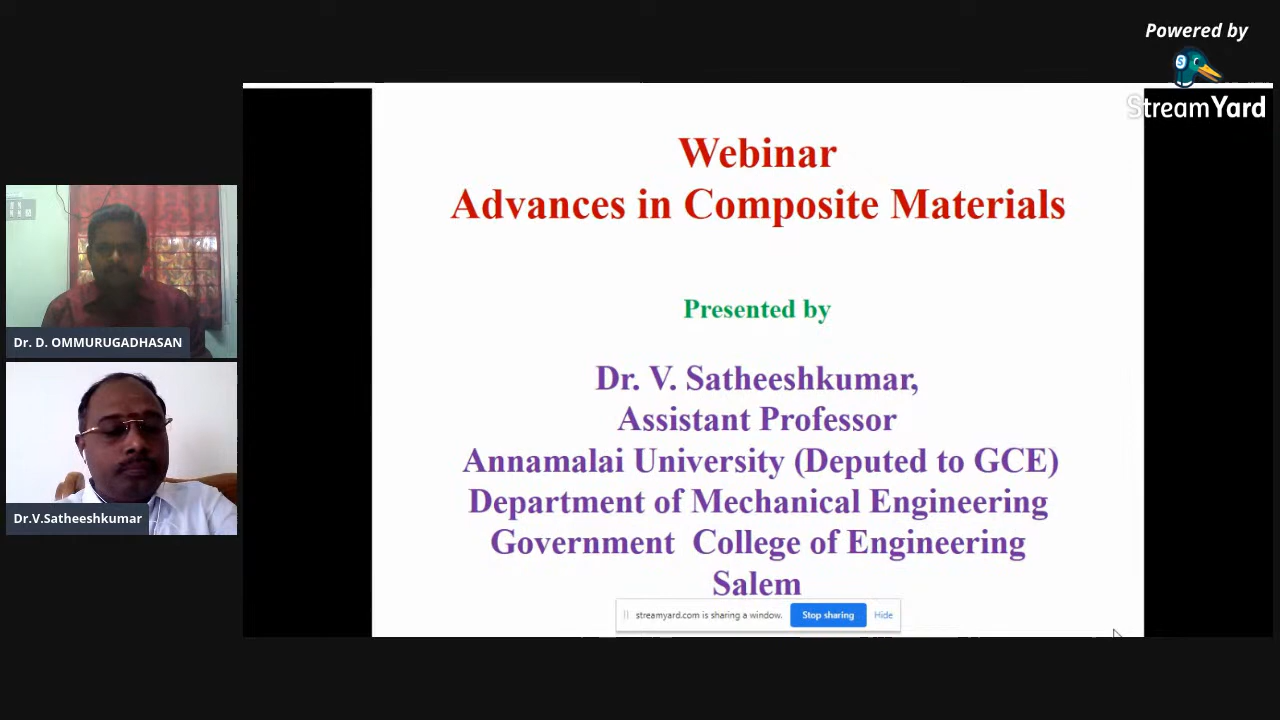 Powered by
StreamYard
Webinar
Advances in Composite Materials
Presented by
Dr. V. Satheeshkumar,
Assistant Professor
Annamalai University (Deputed to GCE)
Department of Mechanical Engineering
Government College of Engineering
Salem
streamyard.com is sharing a window. Stop sharing Hide
Dr. D. OMMURUGADHASAN
Dr.V.Satheeshkumar